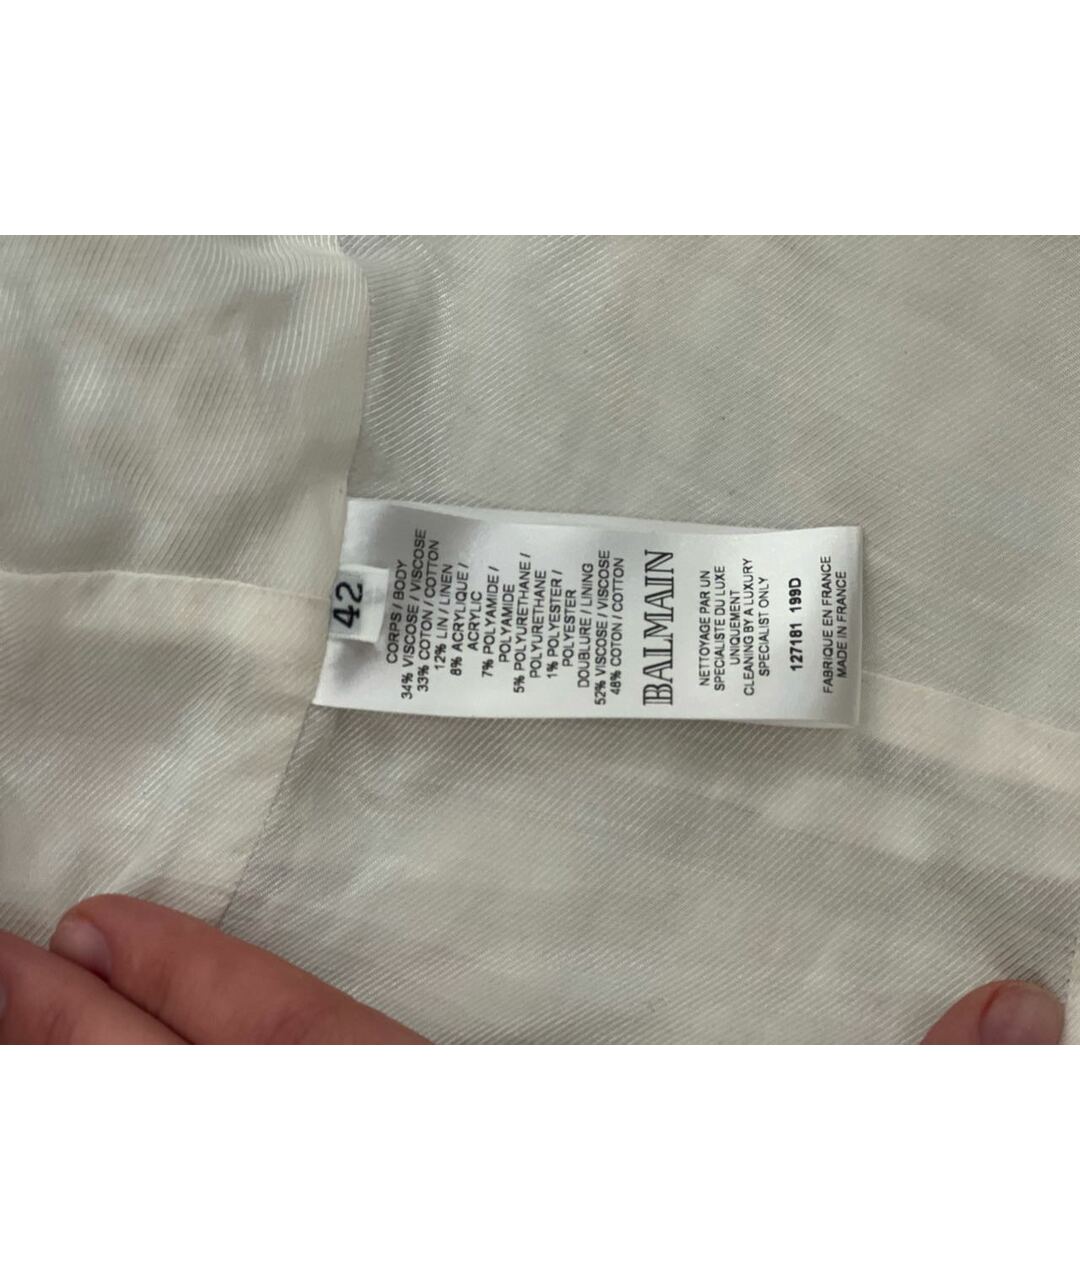 42
CORPS / BODY
34% VISCOSE / VISCOSE
33% COTON / COTTON
12% LIN / LINEN
8% ACRYLIQUE /
ACRYLIC
7% POLYAMIDE /
POLYAMIDE
5% POLYURETHANE /
POLYURETHANE
1% POLYESTER /
POLYESTER
DOUBLURE / LINING
52% VISCOSE / VISCOSE
48% COTON / COTTON
BALMAIN
NETTOYAGE PAR UN
SPECIALISTE DU LUXE
UNIQUEMENT
CLEANING BY A LUXURY
SPECIALIST ONLY
127181 199D
FABRIQUE EN FRANCE
MADE IN FRANCE